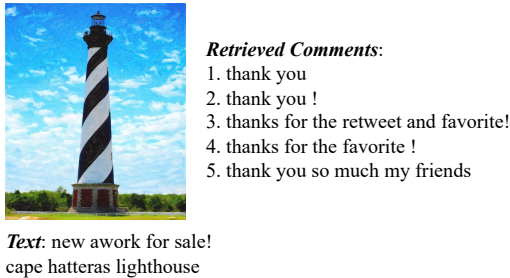 Retrieved Comments:
1. thank you
2. thank you !
3. thanks for the retweet and favorite!
4. thanks for the favorite !
5. thank you so much my friends
Text: new awork for sale!
cape hatteras lighthouse